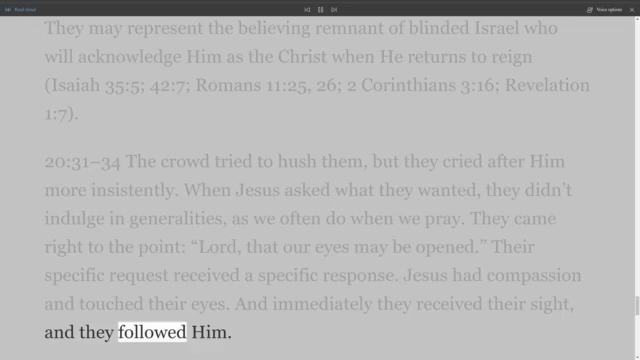 Read aloud
Voice options
They may represent the believing remnant of blinded Israel who
will acknowledge Him as the Christ when He returns to reign
(Isaiah 35:5; 42:7; Romans 11:25, 26; 2 Corinthians 3:16; Revelation
1:7).
20:31–34 The crowd tried to hush them, but they cried after Him
more insistently. When Jesus asked what they wanted, they didn’t
indulge in generalities, as we often do when we pray. They came
right to the point: “Lord, that our eyes may be opened.” Their
specific request received a specific response. Jesus had compassion
and touched their eyes. And immediately they received their sight,
and they followed Him.